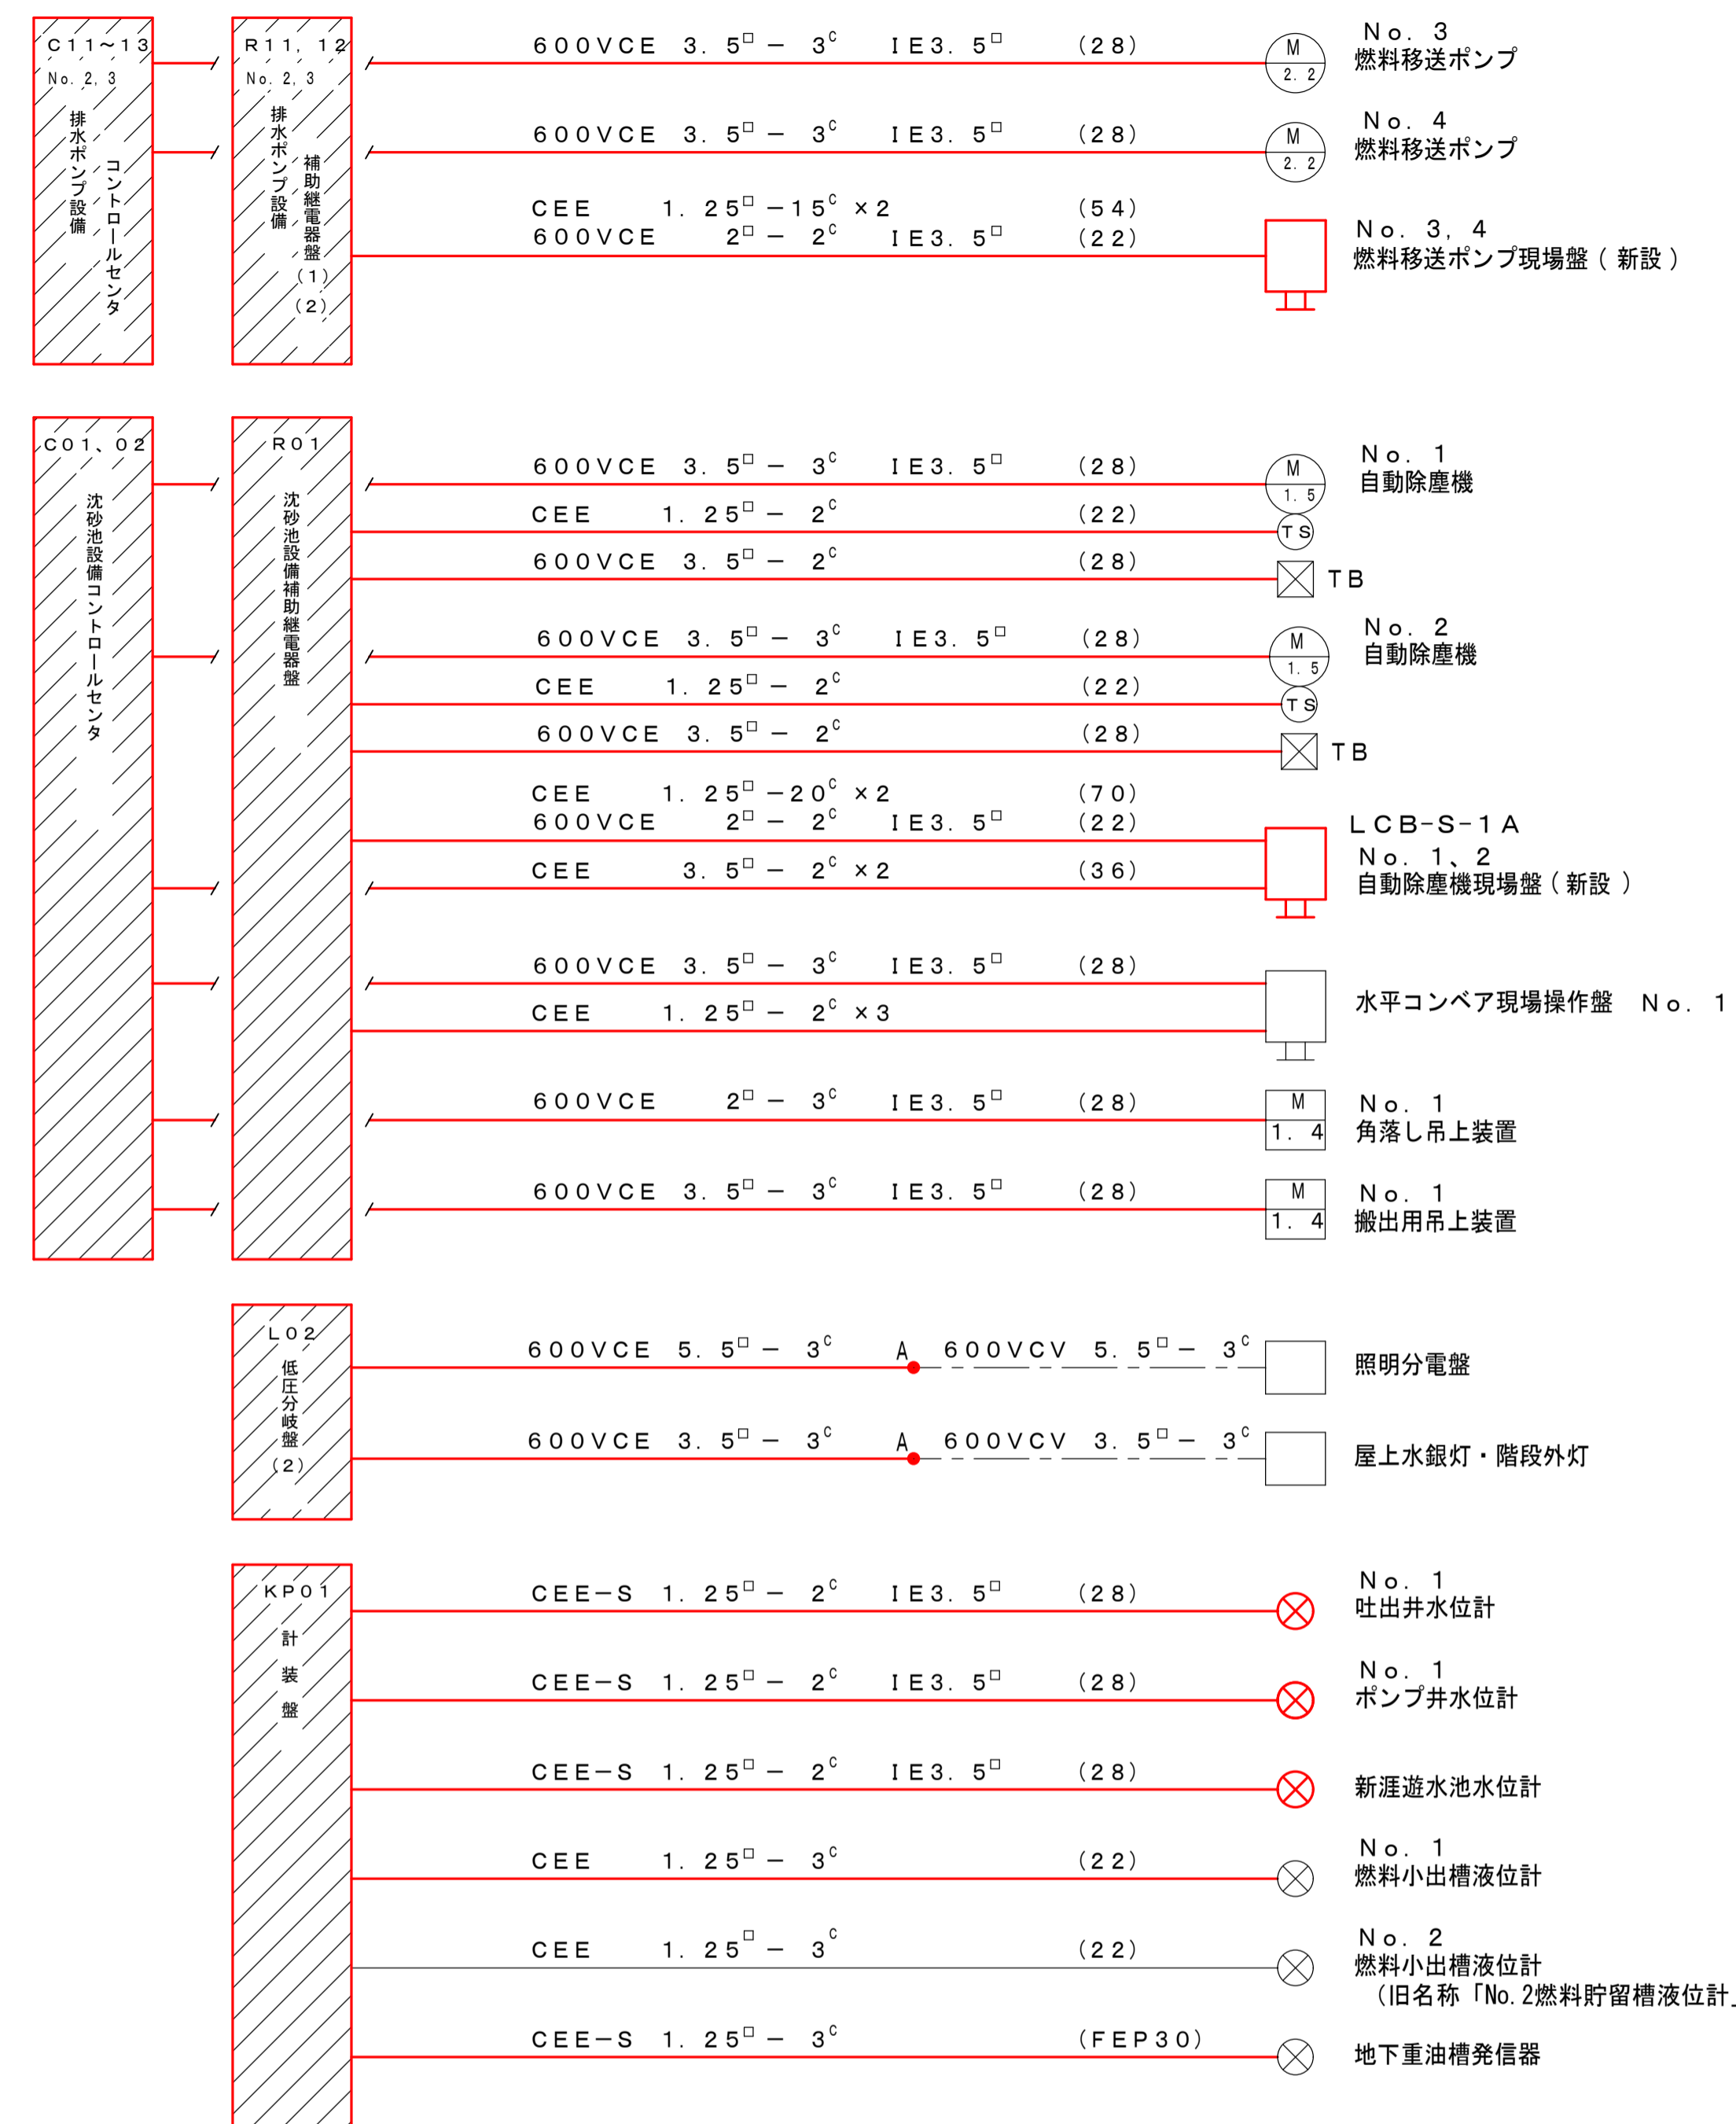 C11~13
No. 2, 3
排水ポンプ設備
コントロールセンタ
R11, 12
No. 2, 3
排水ポンプ設備
補助継電器盤
(1)
(2)
600VCE 3. 5□ − 3C IE3. 5□ (28)
M
2. 2
No. 3
燃料移送ポンプ
600VCE 3. 5□ − 3C IE3. 5□ (28)
M
2. 2
No. 4
燃料移送ポンプ
CEE 1. 25□ −15C ×2 (54)
600VCE 2□ − 2C IE3. 5□ (22)
No. 3, 4
燃料移送ポンプ現場盤 ( 新設 )
C01、02
沈砂池設備コントロールセンタ
R01
沈砂池設備補助継電器盤
600VCE 3. 5□ − 3C IE3. 5□ (28)
M
1. 5
No. 1
自動除塵機
CEE 1. 25□ − 2C (22)
TS
600VCE 3. 5□ − 2C (28)
TB
600VCE 3. 5□ − 3C IE3. 5□ (28)
M
1. 5
No. 2
自動除塵機
CEE 1. 25□ − 2C (22)
TS
600VCE 3. 5□ − 2C (28)
TB
CEE 1. 25□ −20C ×2 (70)
600VCE 2□ − 2C IE3. 5□ (22)
CEE 3. 5□ − 2C ×2 (36)
LCB-S-1A
No. 1、2
自動除塵機現場盤 ( 新設 )
600VCE 3. 5□ − 3C IE3. 5□ (28)
CEE 1. 25□ − 2C ×3
水平コンベア現場操作盤 No. 1
600VCE 2□ − 3C IE3. 5□ (28)
M
1. 4
No. 1
角落し吊上装置
600VCE 3. 5□ − 3C IE3. 5□ (28)
M
1. 4
No. 1
搬出用吊上装置
L02
低圧分岐盤
(2)
600VCE 5. 5□ − 3C A 600VCV 5. 5□ − 3C
照明分電盤
600VCE 3. 5□ − 3C A 600VCV 3. 5□ − 3C
屋上水銀灯・階段外灯
KP01
計装盤
CEE−S 1. 25□ − 2C IE3. 5□ (28)
No. 1
吐出井水位計
CEE−S 1. 25□ − 2C IE3. 5□ (28)
No. 1
ポンプ井水位計
CEE−S 1. 25□ − 2C IE3. 5□ (28)
新涯遊水池水位計
CEE 1. 25□ − 3C (22)
No. 1
燃料小出槽液位計
CEE 1. 25□ − 3C (22)
No. 2
燃料小出槽液位計
(旧名称「No.2燃料貯留槽液位計」
CEE−S 1. 25□ − 3C (FEP30)
地下重油槽発信器